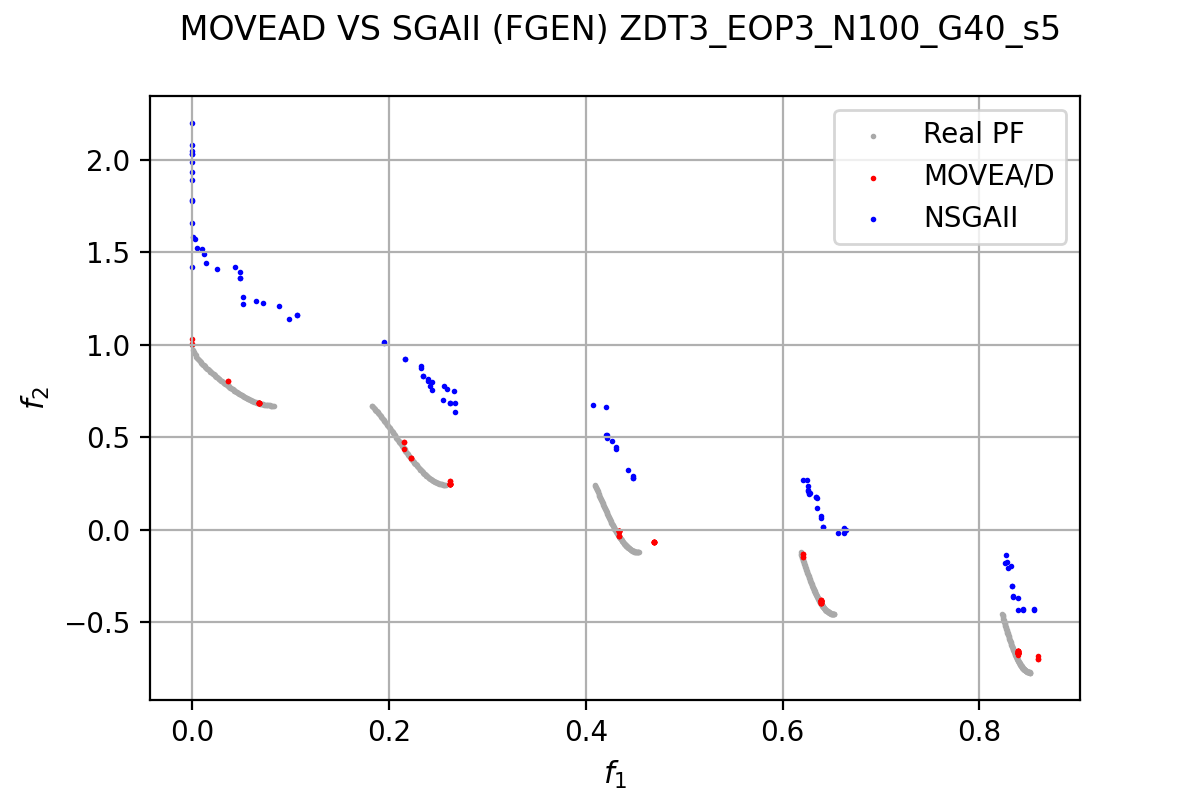 MOVEAD VS SGAII (FGEN) ZDT3_EOP3_N100_G40_s5
Real PF
MOVEA/D
NSGAII
2.0
1.5
1.0
0.5
0.0
−0.5
f2
0.0 0.2 0.4 0.6 0.8
f1